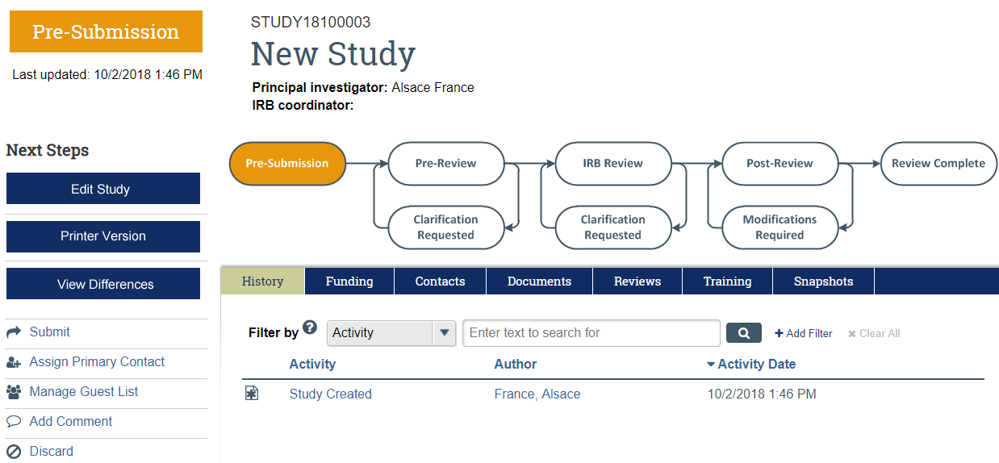 Pre-Submission
Last updated: 10/2/2018 1:46 PM
STUDY18100003
New Study
Principal investigator: Alsace France
IRB coordinator:
Next Steps
Edit Study
Printer Version
View Differences
Submit
Assign Primary Contact
Manage Guest List
Add Comment
Discard
Pre-Submission
Pre-Review
IRB Review
Post-Review
Review Complete
Clarification
Requested
Clarification
Requested
Modifications
Required
History Funding Contacts Documents Reviews Training Snapshots
Filter by ? Activity Enter text to search for + Add Filter Clear All
Activity Author Activity Date
Study Created France, Alsace 10/2/2018 1:46 PM